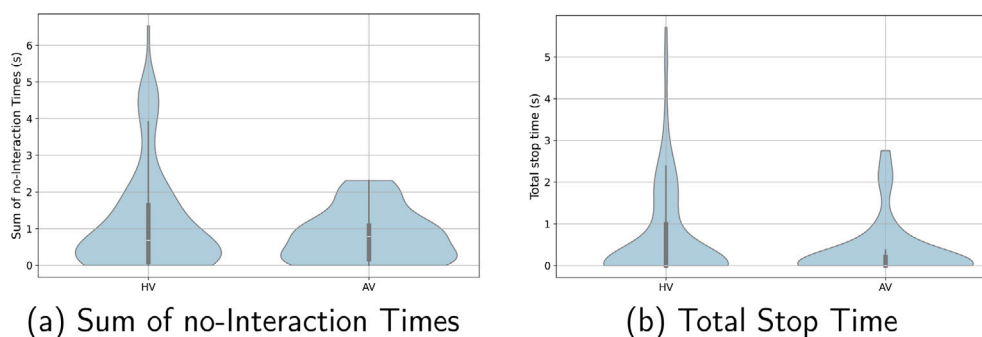 Sum of no-Interaction Times (s)
6
5
4
3
2
1
0
HV
AV
(a) Sum of no-Interaction Times
Total stop time (s)
5
4
3
2
1
0
HV
AV
(b) Total Stop Time